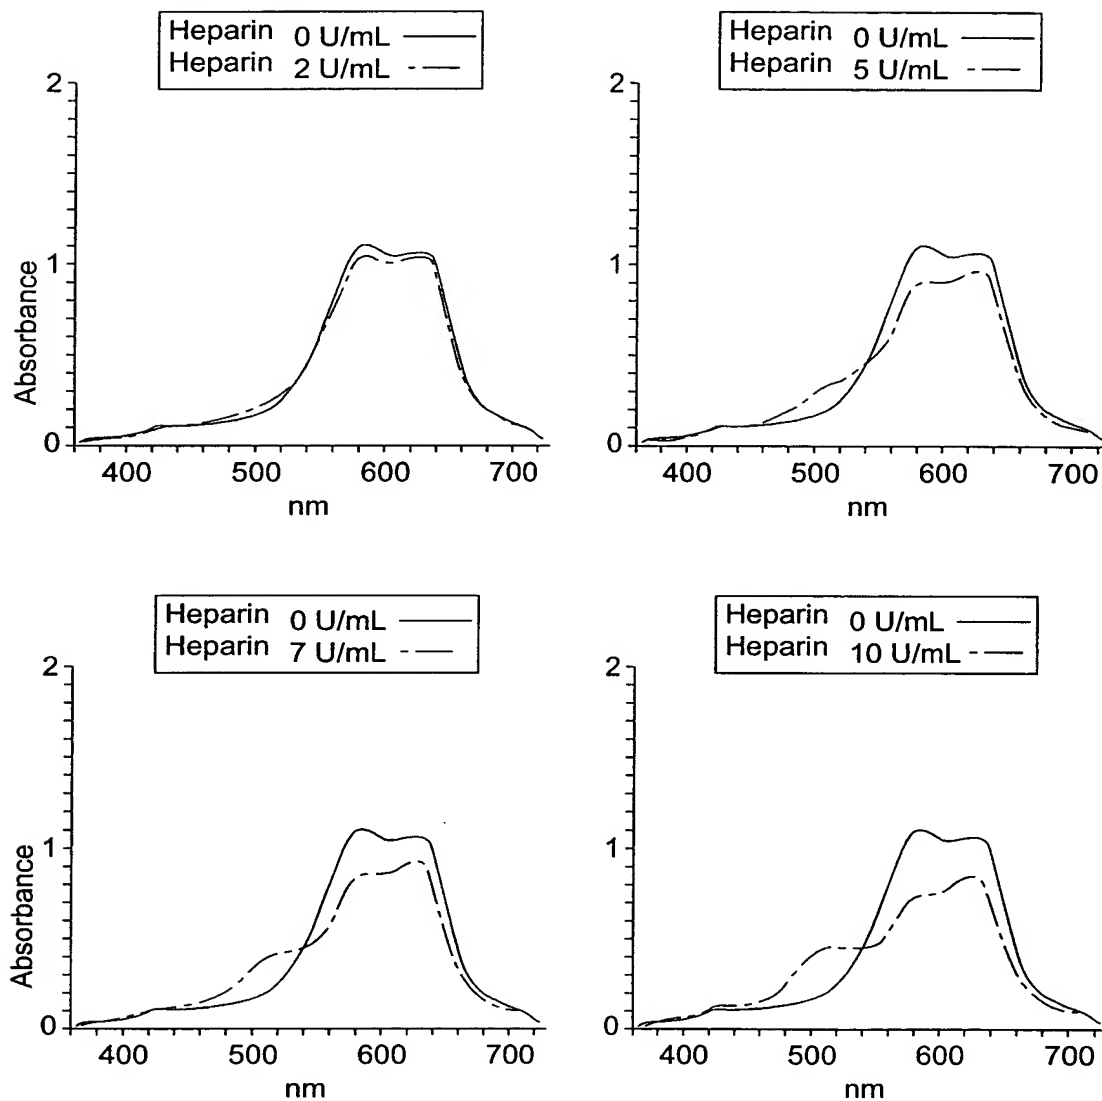 Heparin 0 U/mL
Heparin 2 U/mL
2
1
0
Absorbance
400 500 600 700
nm
Heparin 0 U/mL
Heparin 5 U/mL
2
1
0
400 500 600 700
nm
Heparin 0 U/mL
Heparin 7 U/mL
2
1
0
Absorbance
400 500 600 700
nm
Heparin 0 U/mL
Heparin 10 U/mL
2
1
0
400 500 600 700
nm